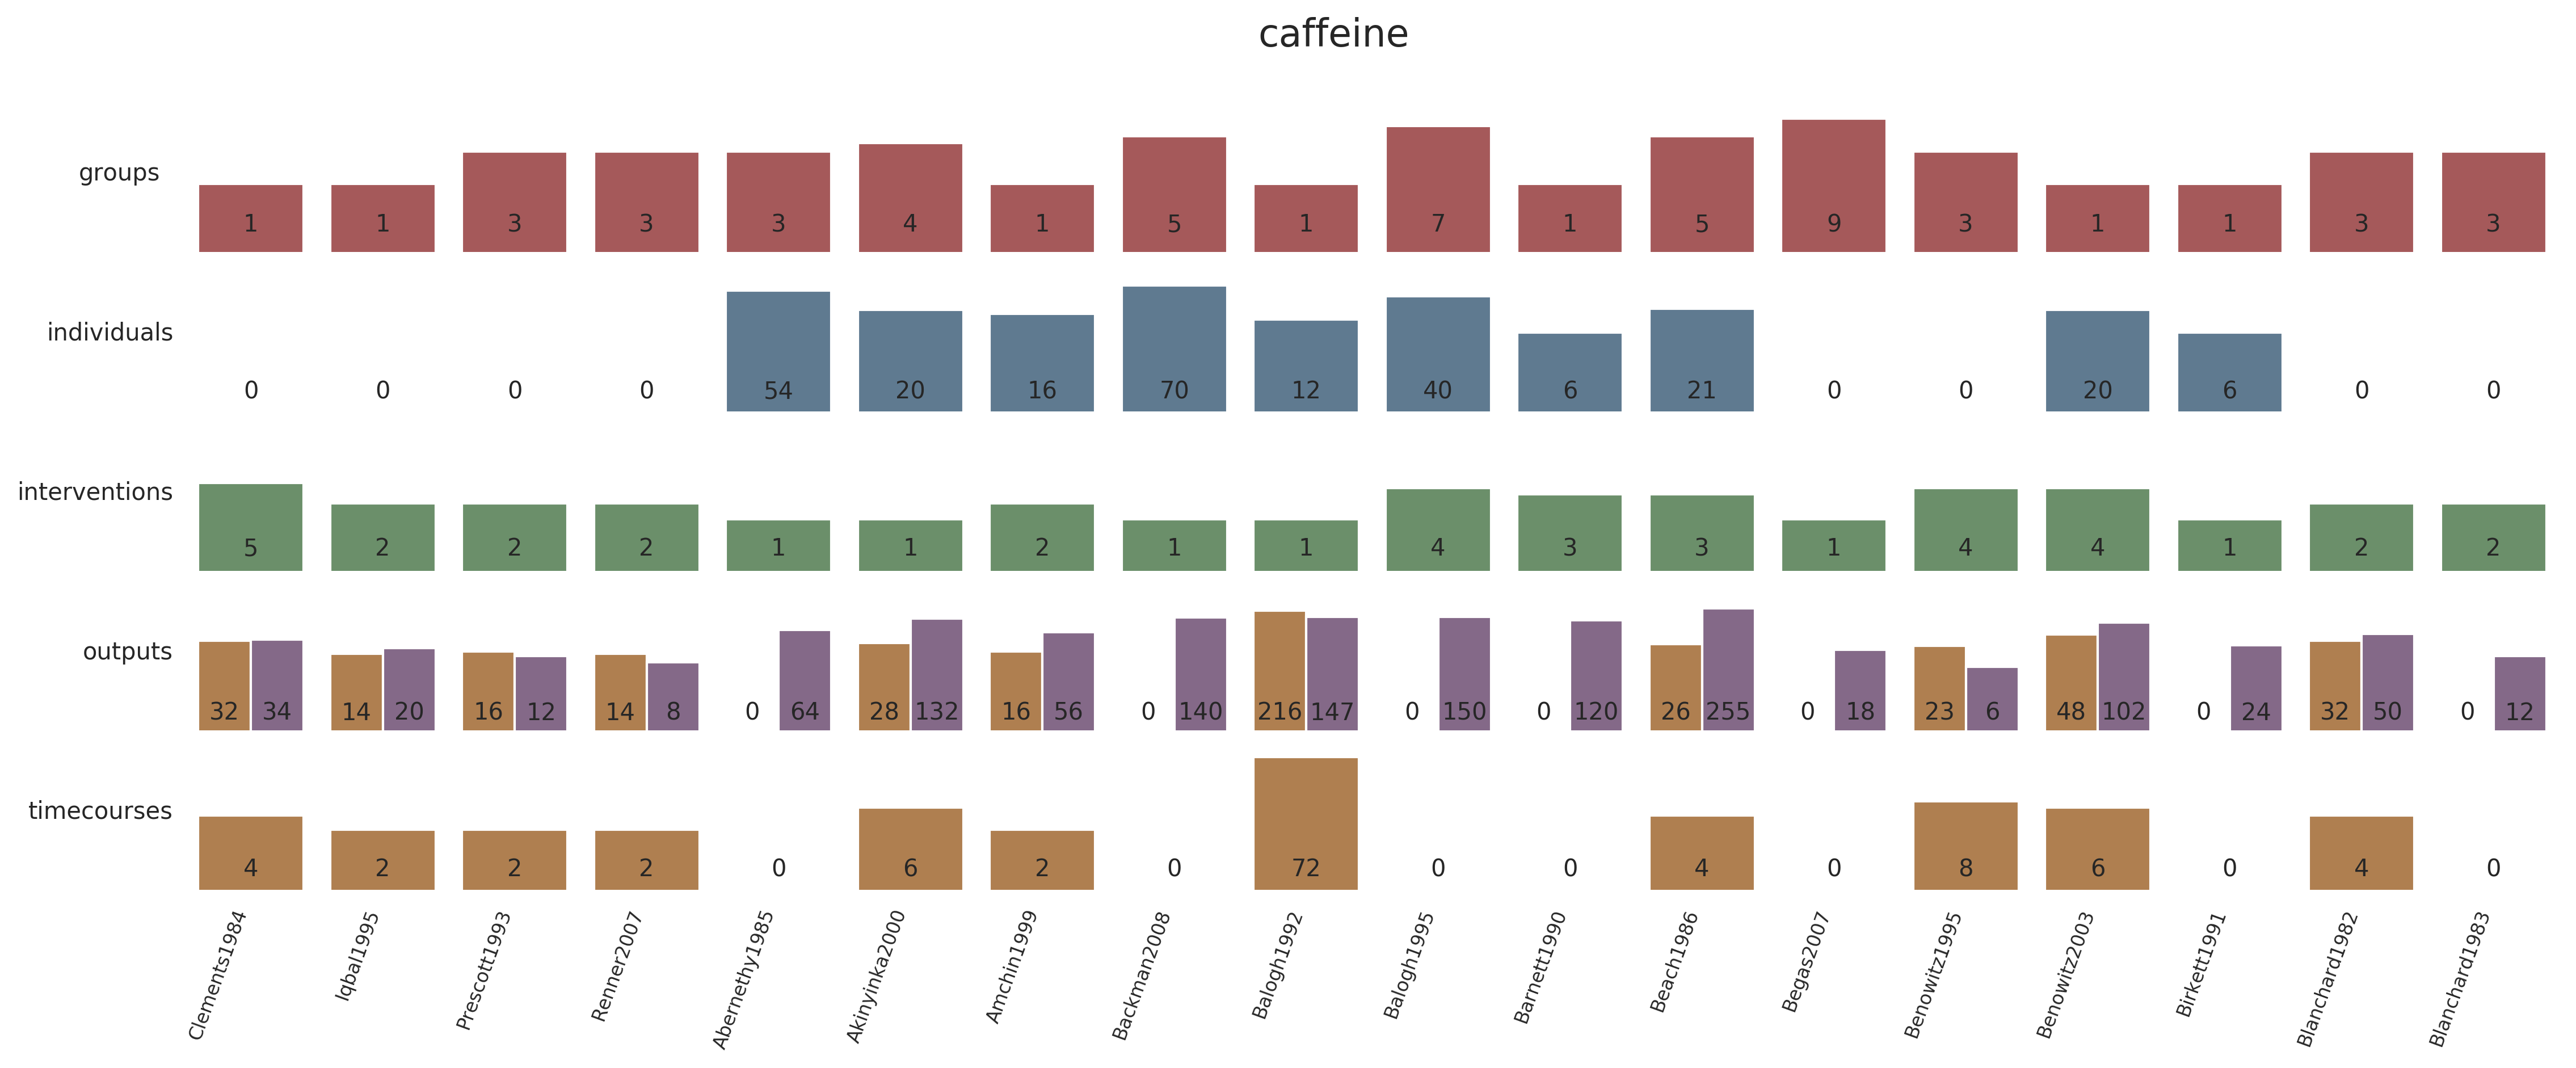 caffeine
groups 1 1 3 3 3 4 1 5 1 7 1 5 9 3 1 1 3 3
individuals 0 0 0 0 54 20 16 70 12 40 6 21 0 0 20 6 0 0
interventions 5 2 2 2 1 1 2 1 1 4 3 3 1 4 4 1 2 2
outputs 32 34 14 20 16 12 14 8 0 64 28 132 16 56 0 140 216 147 0 150 0 120 26 255 0 18 23 6 48 102 0 24 32 50 0 12
timecourses 4 2 2 2 0 6 2 0 72 0 0 4 0 8 6 0 4 0
Clements1984
Iqbal1995
Prescott1993
Renner2007
Abernethy1985
Akinyinka2000
Amchin1999
Backman2008
Balogh1992
Balogh1995
Barnett1990
Beach1986
Begas2007
Benowitz1995
Benowitz2003
Birkett1991
Blanchard1982
Blanchard1983